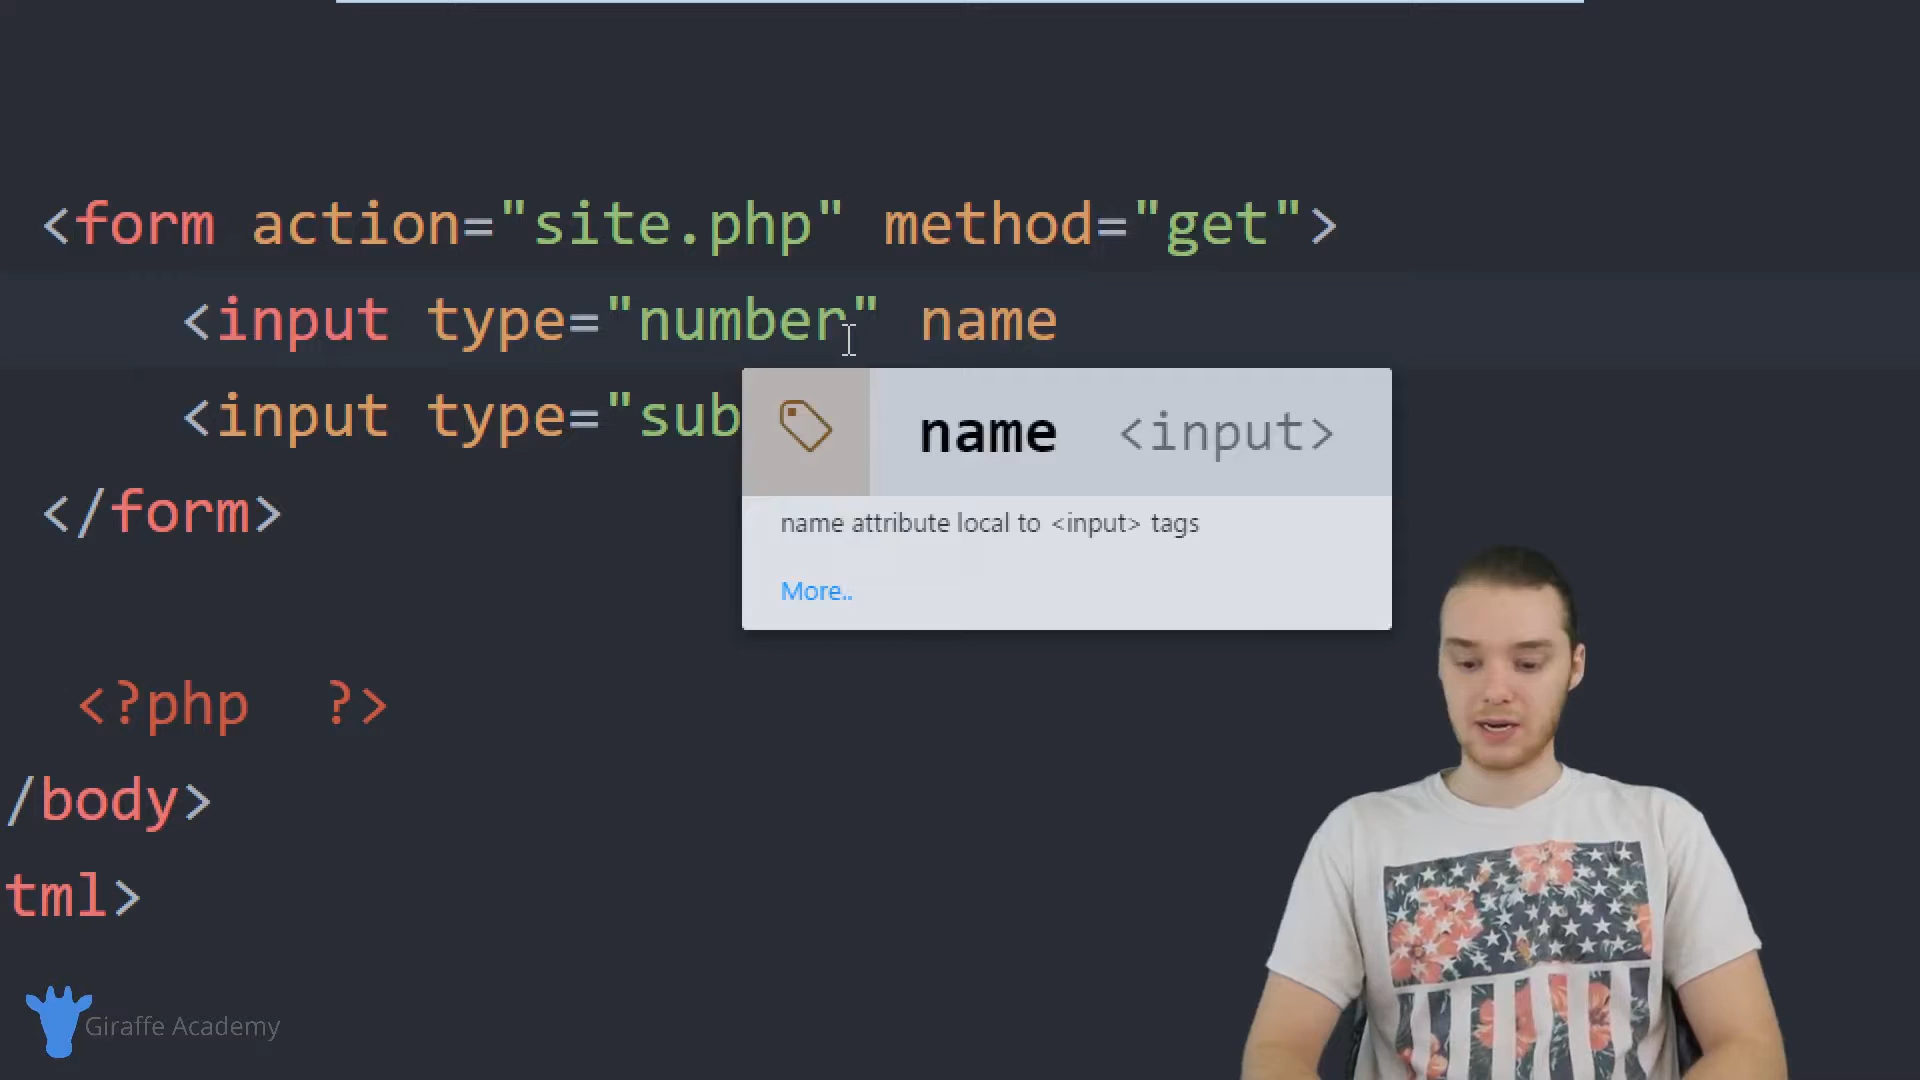 <form action="site.php" method="get">
<input type="number" name
<input type="sub
name <input>
name attribute local to <input> tags
More..
</form>
<?php ?>
/body>
tml>
Giraffe Academy